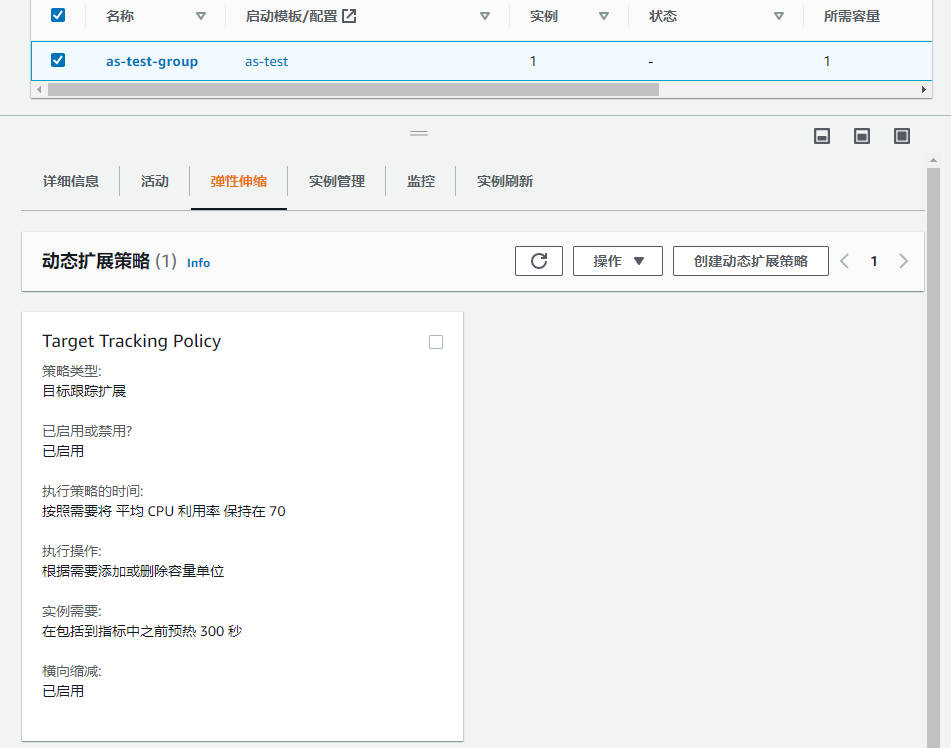 名称 启动模板/配置 实例 状态 所需容量
as-test-group as-test 1 - 1
详细信息 活动 弹性伸缩 实例管理 监控 实例刷新
动态扩展策略 (1) Info 操作 创建动态扩展策略 1
Target Tracking Policy
策略类型:
目标跟踪扩展
已启用或禁用?
已启用
执行策略的时间:
按照需要将 平均 CPU 利用率 保持在 70
执行操作:
根据需要添加或删除容量单位
实例需要:
在包括到指标中之前预热 300 秒
横向缩减:
已启用